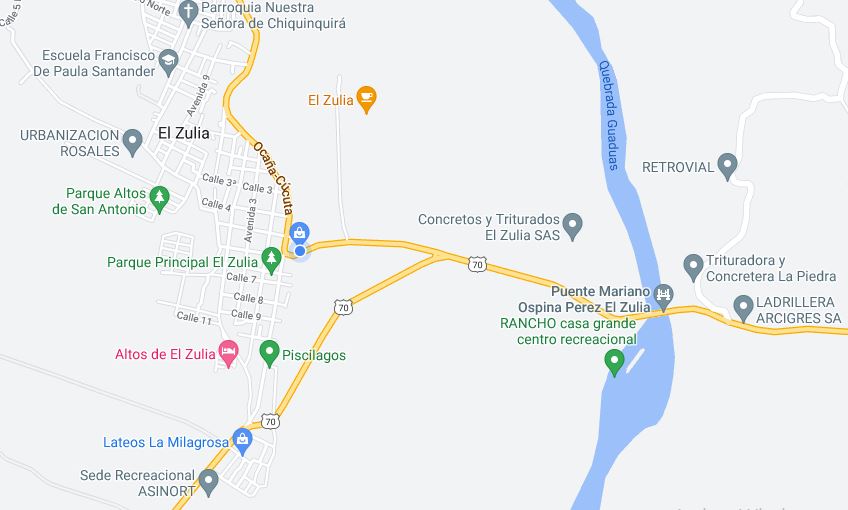 Calle 5
Norte
Parroquia Nuestra
Señora de Chiquinquirá
Escuela Francisco
De Paula Santander
Avenida 9
El Zulia
Quebrada Guaduas
URBANIZACION
ROSALES
El Zulia
Ocaña-Cúcuta
RETROVIAL
Calle 3ª
Calle 3
Parque Altos
de San Antonio
Calle 4
Avenida 3
Concretos y Triturados
El Zulia SAS
Parque Principal El Zulia
Calle 7
70
Trituradora y
Concretera La Piedra
Calle 8
Puente Mariano
Ospina Perez El Zulia
Calle 9
70
LADRILLERA
ARCIGRES SA
Calle 11
RANCHO casa grande
centro recreacional
Altos de El Zulia
Piscilagos
70
Lateos La Milagrosa
Sede Recreacional
ASINORT